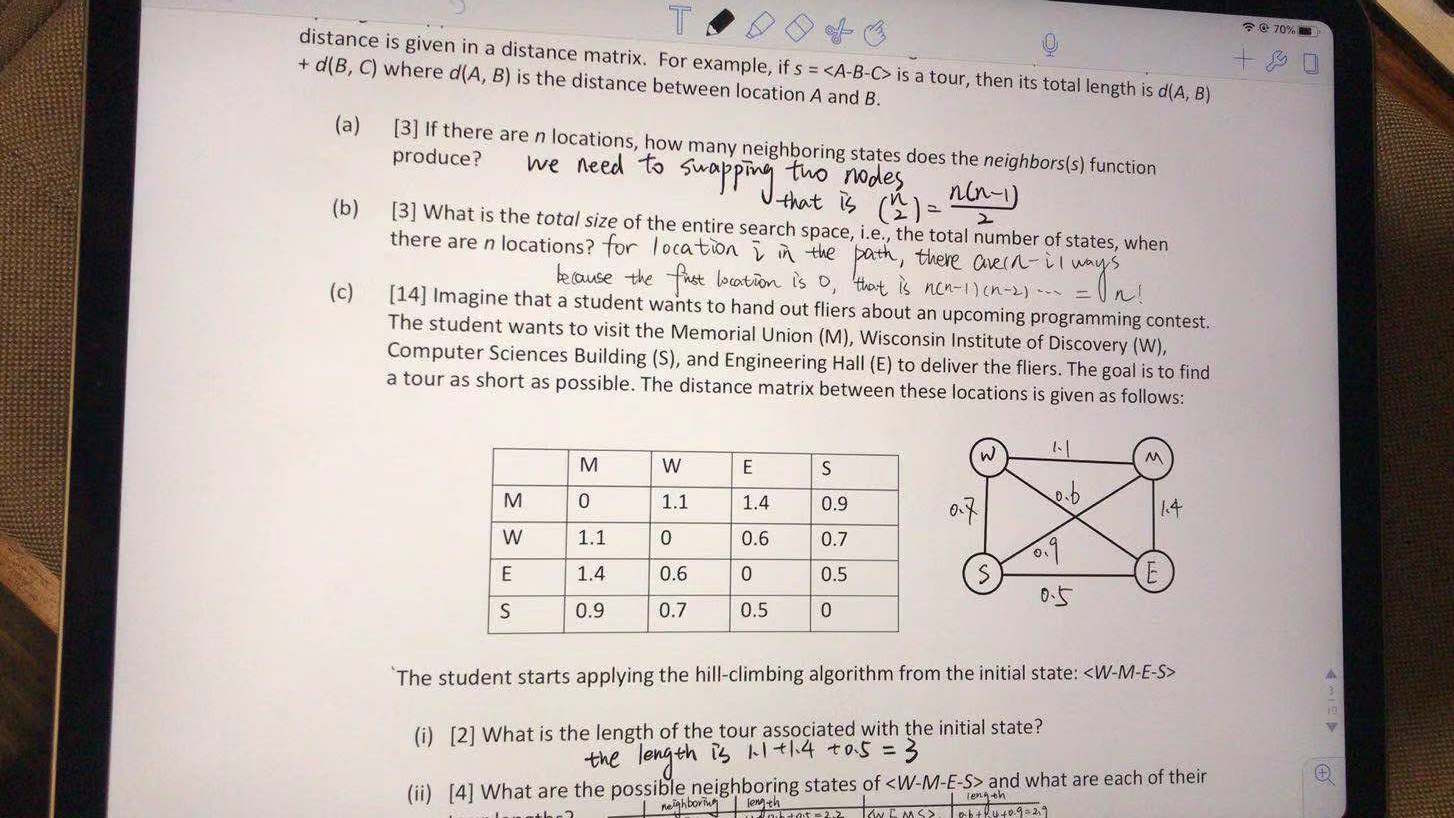 70%
distance is given in a distance matrix. For example, if s = <A-B-C> is a tour, then its total length is d(A, B)
+ d(B, C) where d(A, B) is the distance between location A and B.
(a) [3] If there are n locations, how many neighboring states does the neighbors(s) function
produce? we need to swapping two nodes
that is (n 2) = n(n-1)/2
(b) [3] What is the total size of the entire search space, i.e., the total number of states, when
there are n locations? for location i in the path, there are (n-i) ways
because the first location is 0, that is n(n-1)(n-2)... = n!
(c) [14] Imagine that a student wants to hand out fliers about an upcoming programming contest.
The student wants to visit the Memorial Union (M), Wisconsin Institute of Discovery (W),
Computer Sciences Building (S), and Engineering Hall (E) to deliver the fliers. The goal is to find
a tour as short as possible. The distance matrix between these locations is given as follows:
M W E S
M 0 1.1 1.4 0.9
W 1.1 0 0.6 0.7
E 1.4 0.6 0 0.5
S 0.9 0.7 0.5 0
W 1.1 M
0.7 0.6 1.4
0.9
S E
0.5
The student starts applying the hill-climbing algorithm from the initial state: <W-M-E-S>
(i) [2] What is the length of the tour associated with the initial state?
the length is 1.1+1.4+0.5 = 3
(ii) [4] What are the possible neighboring states of <W-M-E-S> and what are each of their
neighboring length length